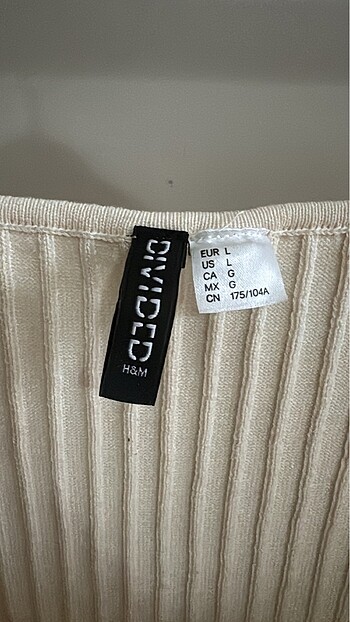 DIVIDED
H&M
EUR L
US L
CA G
MX G
CN 175/104A